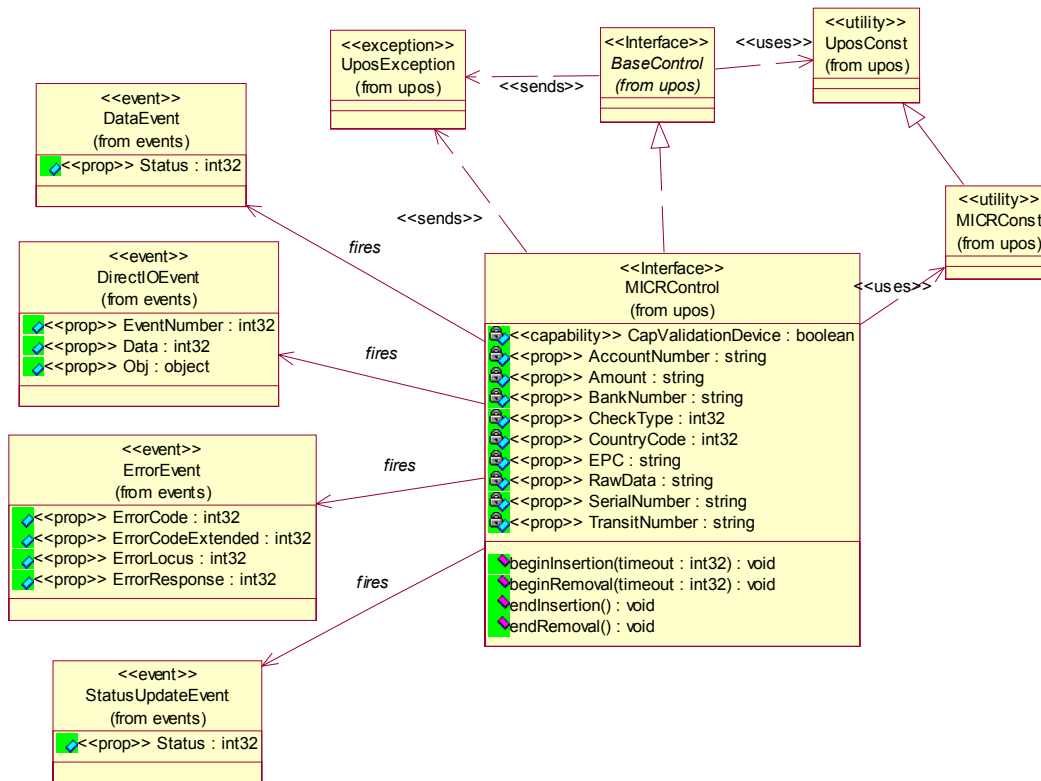 <<exception>>
UposException
(from upos)
<<sends>>
<<Interface>>
BaseControl
(from upos)
<<uses>>
<<utility>>
UposConst
(from upos)
<<event>>
DataEvent
(from events)
<<prop>> Status : int32
fires
<<sends>>
<<utility>>
MICRConst
(from upos)
<<uses>>
<<event>>
DirectIOEvent
(from events)
<<prop>> EventNumber : int32
<<prop>> Data : int32
<<prop>> Obj : object
fires
<<Interface>>
MICRControl
(from upos)
<<capability>> CapValidationDevice : boolean
<<prop>> AccountNumber : string
<<prop>> Amount : string
<<prop>> BankNumber : string
<<prop>> CheckType : int32
<<prop>> CountryCode : int32
<<prop>> EPC : string
<<prop>> RawData : string
<<prop>> SerialNumber : string
<<prop>> TransitNumber : string
beginInsertion(timeout : int32) : void
beginRemoval(timeout : int32) : void
endInsertion() : void
endRemoval() : void
<<event>>
ErrorEvent
(from events)
<<prop>> ErrorCode : int32
<<prop>> ErrorCodeExtended : int32
<<prop>> ErrorLocus : int32
<<prop>> ErrorResponse : int32
fires
fires
<<event>>
StatusUpdateEvent
(from events)
<<prop>> Status : int32